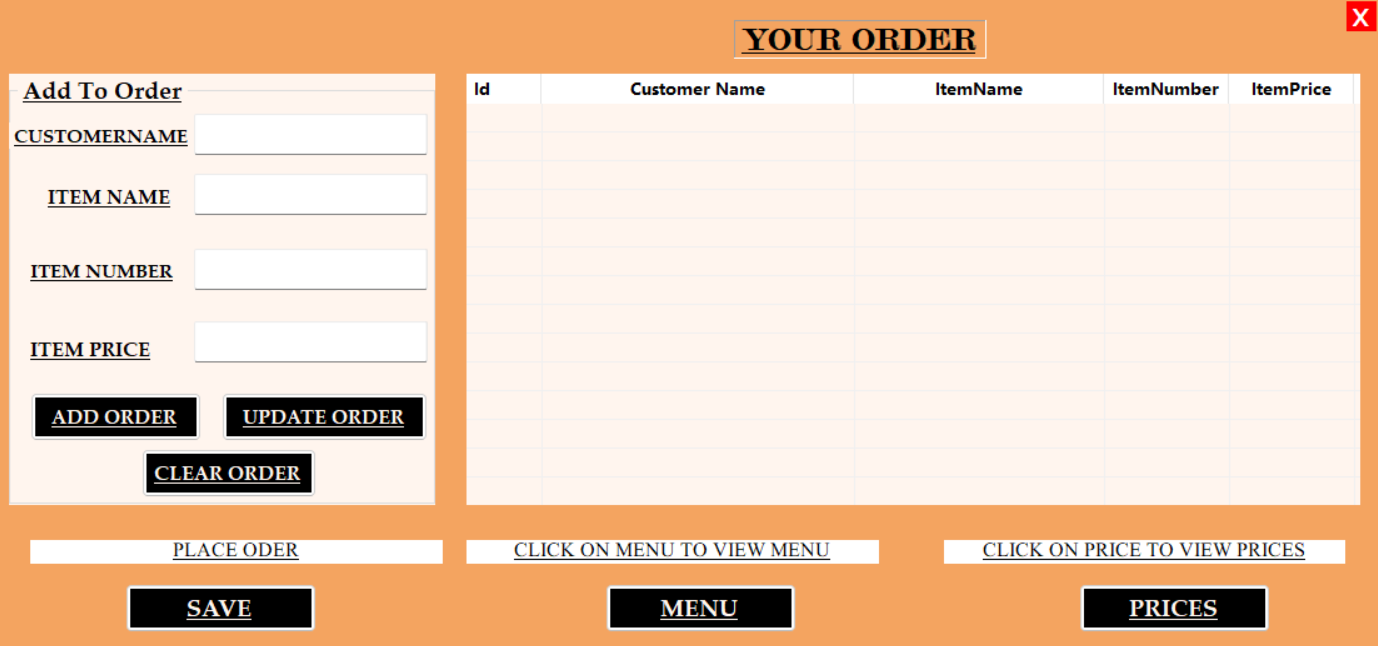 X
YOUR ORDER
Add To Order
CUSTOMERNAME
ITEM NAME
ITEM NUMBER
ITEM PRICE
ADD ORDER UPDATE ORDER
CLEAR ORDER
Id Customer Name ItemName ItemNumber ItemPrice
PLACE ODER CLICK ON MENU TO VIEW MENU CLICK ON PRICE TO VIEW PRICES
SAVE MENU PRICES